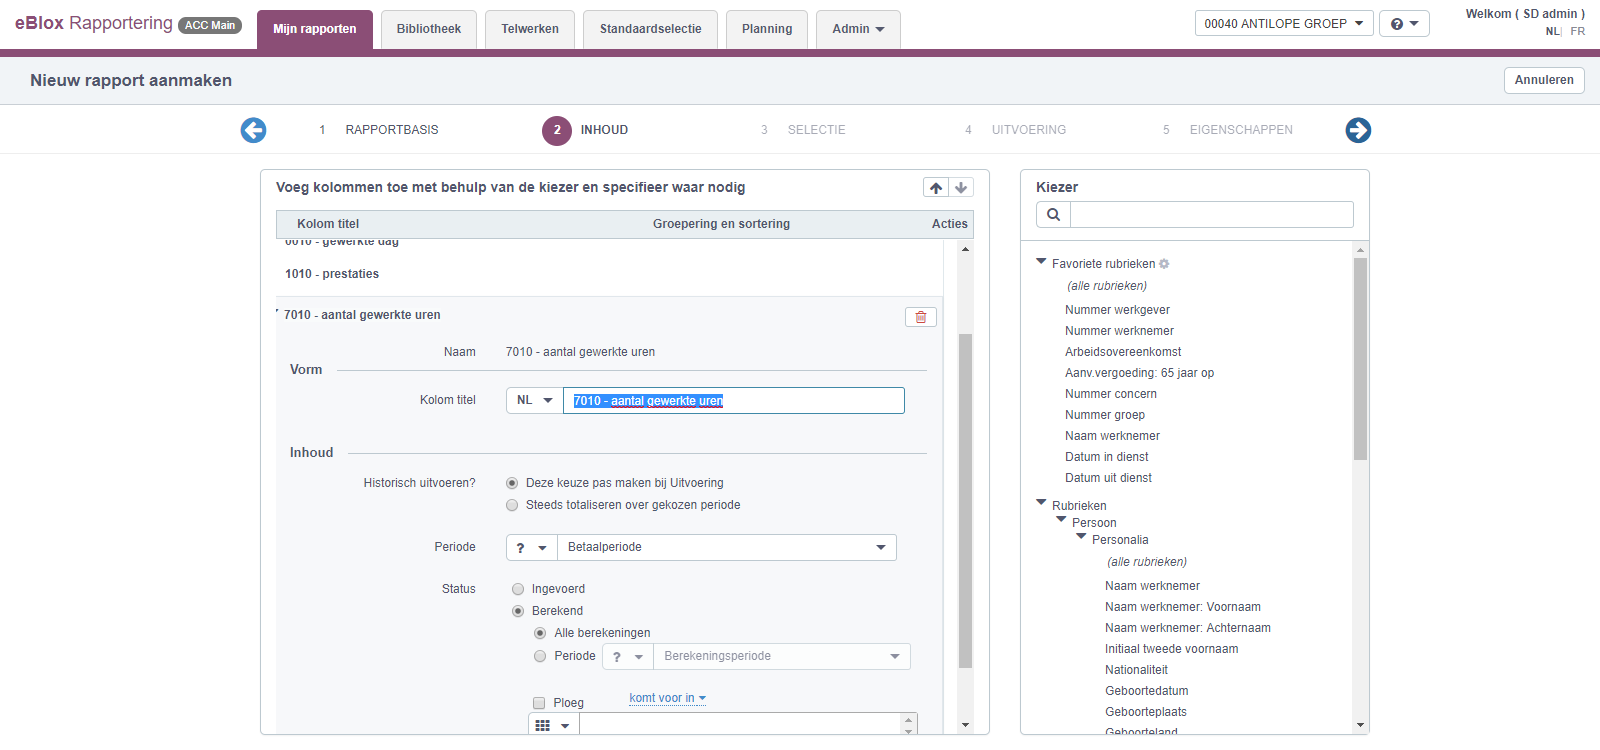 eBlox Rapportering ACC Main
Mijn rapporten
Bibliotheek
Telwerken
Standaardselectie
Planning
Admin
00040 ANTILOPE GROEP
?
Welkom ( SD admin )
NL| FR
Nieuw rapport aanmaken
Annuleren
1 RAPPORTBASIS
2 INHOUD
3 SELECTIE
4 UITVOERING
5 EIGENSCHAPPEN
Voeg kolommen toe met behulp van de kiezer en specifieer waar nodig
Kolom titel Groepering en sortering Acties
0010 - gewerkte dag
1010 - prestaties
7010 - aantal gewerkte uren
Naam 7010 - aantal gewerkte uren
Vorm
Kolom titel NL 7010 - aantal gewerkte uren
Inhoud
Historisch uitvoeren? Deze keuze pas maken bij Uitvoering
Steeds totaliseren over gekozen periode
Periode ? Betaalperiode
Status Ingevoerd
Berekend
Alle berekeningen
Periode ? Berekeningsperiode
Ploeg komt voor in
Kiezer
Favoriete rubrieken
(alle rubrieken)
Nummer werkgever
Nummer werknemer
Arbeidsovereenkomst
Aanv.vergoeding: 65 jaar op
Nummer concern
Nummer groep
Naam werknemer
Datum in dienst
Datum uit dienst
Rubrieken
Persoon
Personalia
(alle rubrieken)
Naam werknemer
Naam werknemer: Voornaam
Naam werknemer: Achternaam
Initiaal tweede voornaam
Nationaliteit
Geboortedatum
Geboorteplaats
Geboorteland